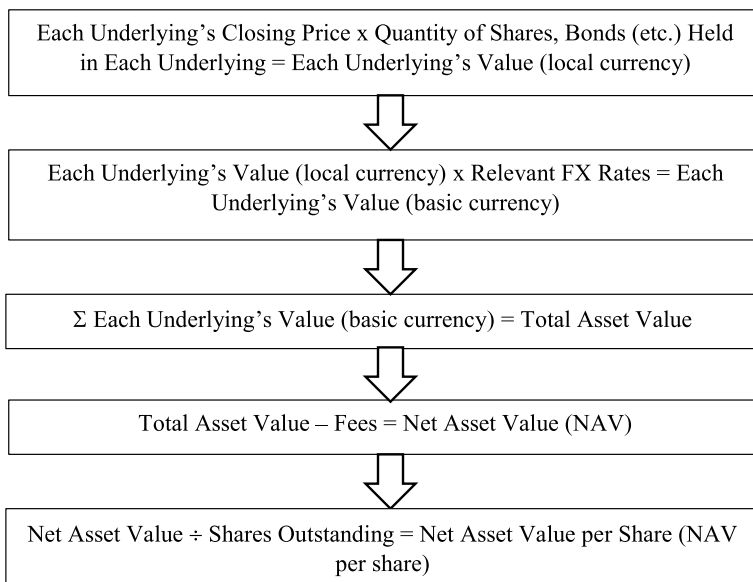 Each Underlying’s Closing Price x Quantity of Shares, Bonds (etc.) Held
in Each Underlying = Each Underlying’s Value (local currency)
Each Underlying’s Value (local currency) x Relevant FX Rates = Each
Underlying’s Value (basic currency)
Σ Each Underlying’s Value (basic currency) = Total Asset Value
Total Asset Value – Fees = Net Asset Value (NAV)
Net Asset Value ÷ Shares Outstanding = Net Asset Value per Share (NAV
per share)